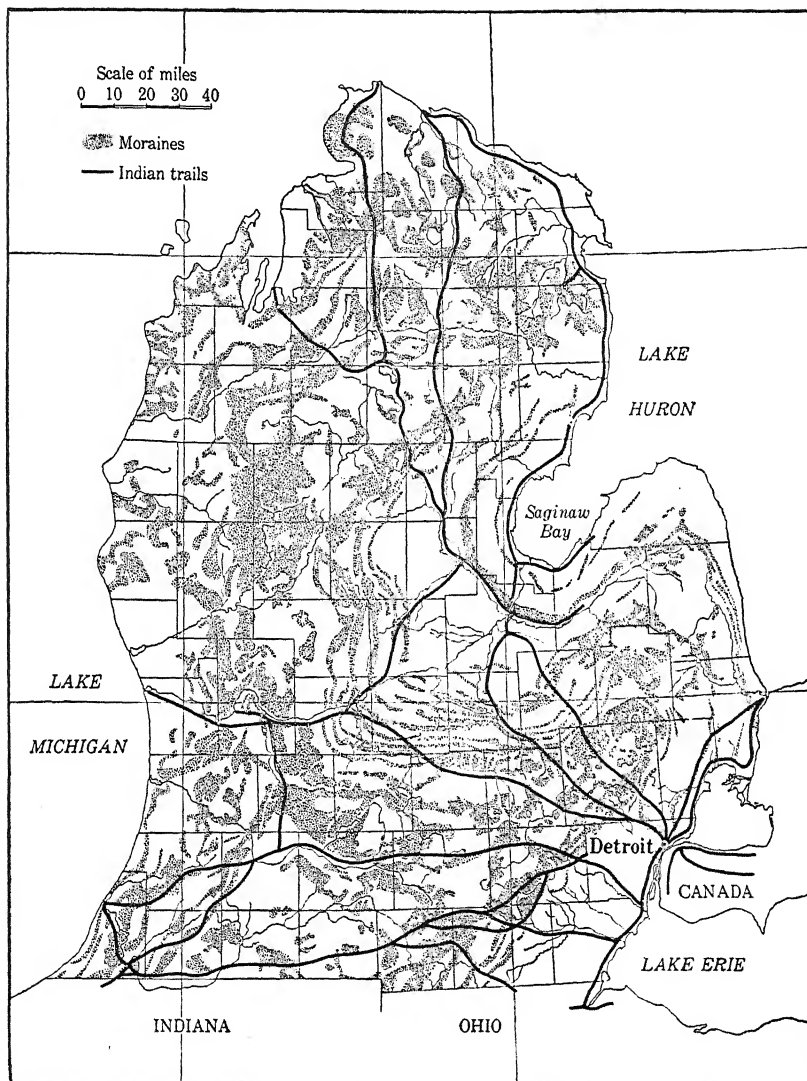 Scale of miles
0 10 20 30 40
Moraines
Indian trails
LAKE
HURON
Saginaw
Bay
LAKE
MICHIGAN
Detroit
CANADA
LAKE ERIE
INDIANA
OHIO